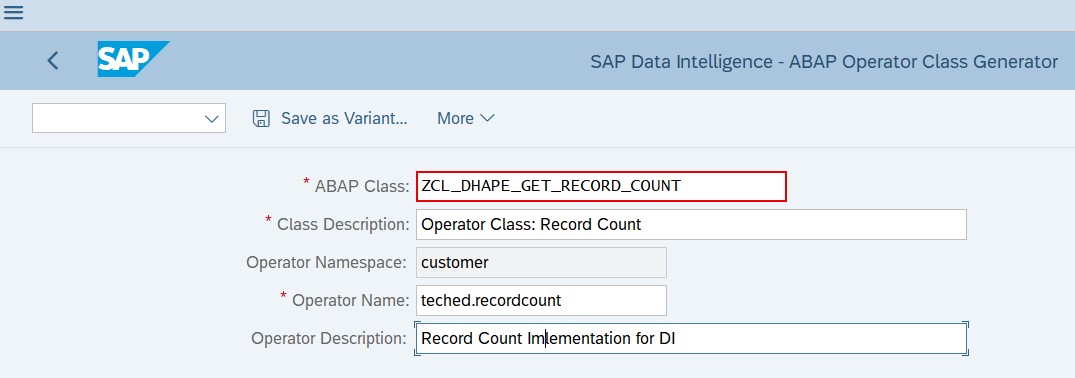 SAP
SAP Data Intelligence - ABAP Operator Class Generator
Save as Variant... More
* ABAP Class: ZCL_DHAPE_GET_RECORD_COUNT
* Class Description: Operator Class: Record Count
Operator Namespace: customer
* Operator Name: teched.recordcount
Operator Description: Record Count Imlementation for DI